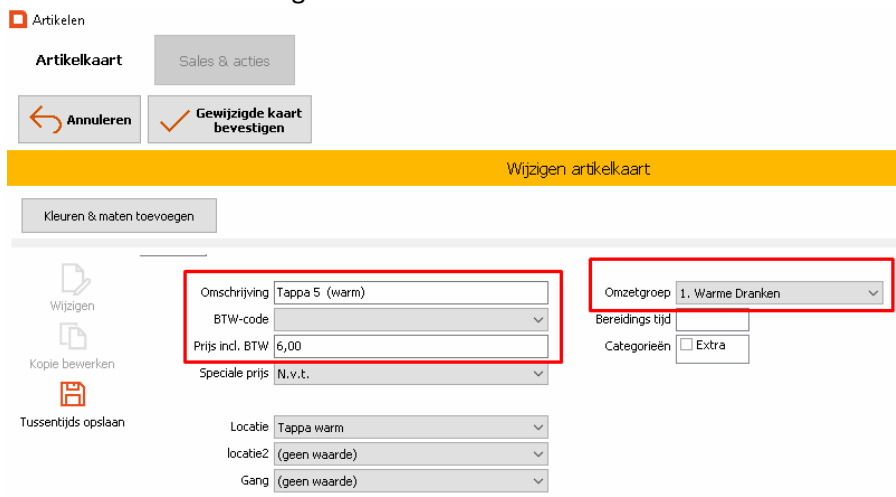 Artikelen
Artikelkaart Sales & acties
Annuleren Gewijzigde kaart
bevestigen
Wijzigen artikelkaart
Kleuren & maten toevoegen
Wijzigen
Kopie bewerken
Tussentijds opslaan
Omschrijving Tappa 5 (warm)
BTW-code
Prijs incl. BTW 6,00
Speciale prijs N.v.t.
Locatie Tappa warm
locatie2 (geen waarde)
Gang (geen waarde)
Omzetgroep 1. Warme Dranken
Bereidings tijd
Categorieën Extra